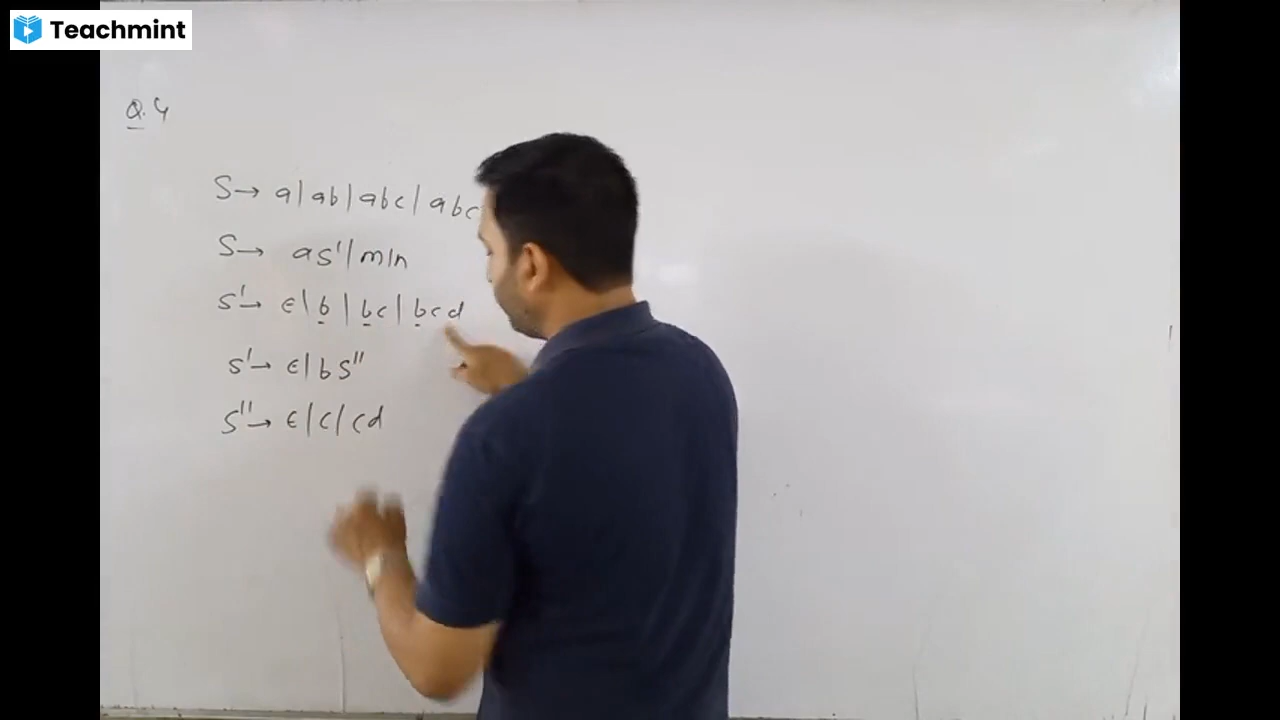 Teachmint
Q.4
S→ a|ab|abc|abc
S→ aS'|m|n
S'→ ϵ|b|bc|bcd
S'→ ϵ|bS''
S''→ ϵ|c|cd